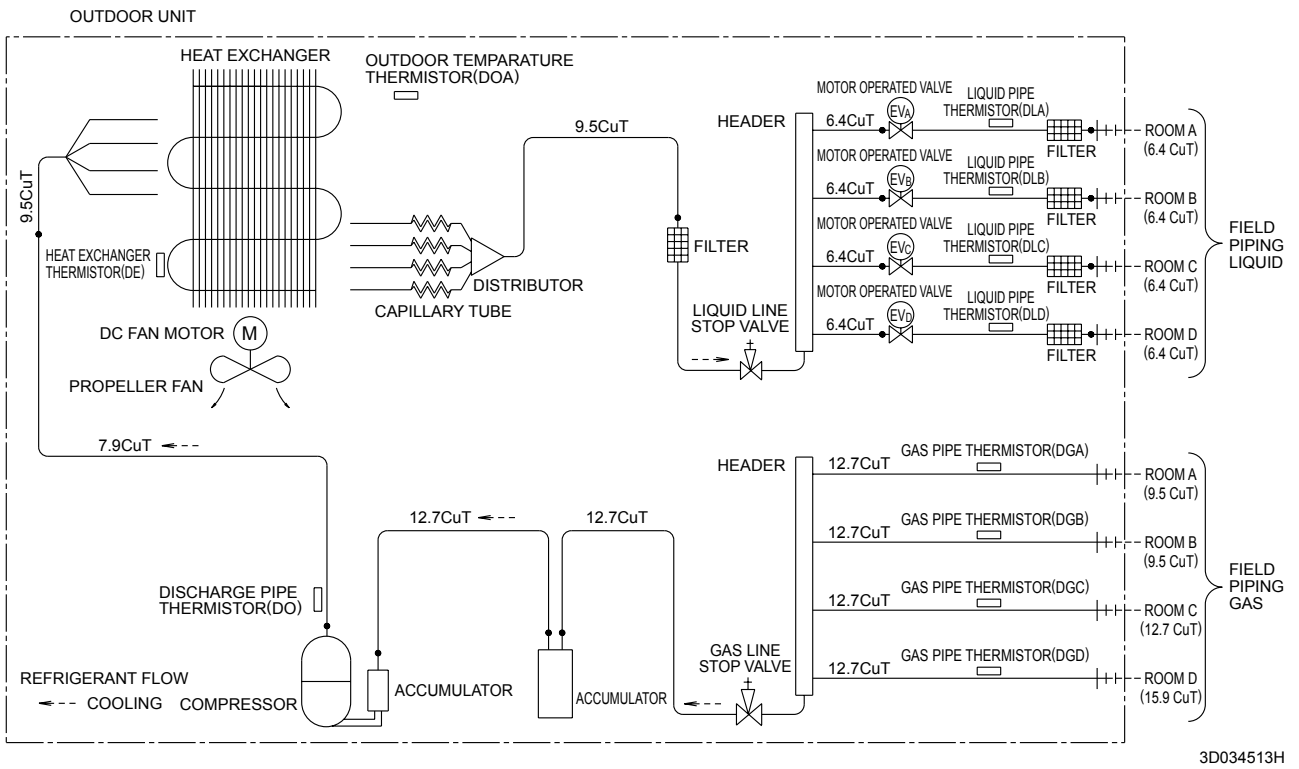 OUTDOOR UNIT
HEAT EXCHANGER
OUTDOOR TEMPARATURE
THERMISTOR(DOA)
9.5CuT
HEAT EXCHANGER
THERMISTOR(DE)
CAPILLARY TUBE
DISTRIBUTOR
9.5CuT
FILTER
LIQUID LINE
STOP VALVE
DC FAN MOTOR
M
PROPELLER FAN
HEADER
MOTOR OPERATED VALVE
EVA
6.4CuT
LIQUID PIPE
THERMISTOR(DLA)
FILTER
ROOM A
(6.4 CuT)
MOTOR OPERATED VALVE
EVB
6.4CuT
LIQUID PIPE
THERMISTOR(DLB)
FILTER
ROOM B
(6.4 CuT)
MOTOR OPERATED VALVE
EVC
6.4CuT
LIQUID PIPE
THERMISTOR(DLC)
FILTER
ROOM C
(6.4 CuT)
MOTOR OPERATED VALVE
EVD
6.4CuT
LIQUID PIPE
THERMISTOR(DLD)
FILTER
ROOM D
(6.4 CuT)
FIELD
PIPING
LIQUID
7.9CuT
DISCHARGE PIPE
THERMISTOR(DO)
12.7CuT
12.7CuT
COMPRESSOR
ACCUMULATOR
ACCUMULATOR
GAS LINE
STOP VALVE
HEADER
12.7CuT
GAS PIPE THERMISTOR(DGA)
ROOM A
(9.5 CuT)
12.7CuT
GAS PIPE THERMISTOR(DGB)
ROOM B
(9.5 CuT)
12.7CuT
GAS PIPE THERMISTOR(DGC)
ROOM C
(12.7 CuT)
12.7CuT
GAS PIPE THERMISTOR(DGD)
ROOM D
(15.9 CuT)
FIELD
PIPING
GAS
REFRIGERANT FLOW
COOLING
3D034513H